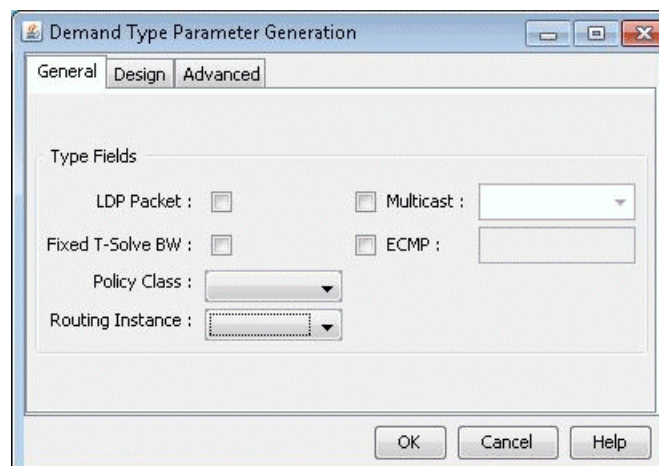 Demand Type Parameter Generation
General Design Advanced
Type Fields
LDP Packet : Multicast :
Fixed T-Solve BW : ECMP :
Policy Class :
Routing Instance :
OK Cancel Help